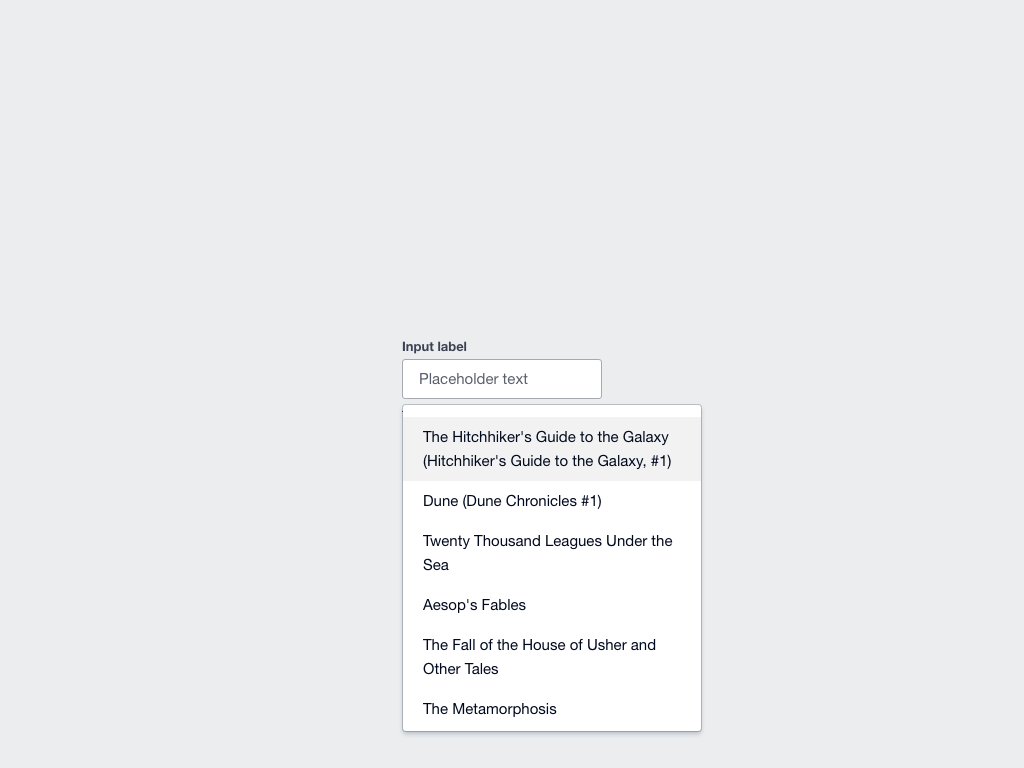 Input label
Placeholder text
The Hitchhiker's Guide to the Galaxy
(Hitchhiker's Guide to the Galaxy, #1)
Dune (Dune Chronicles #1)
Twenty Thousand Leagues Under the
Sea
Aesop's Fables
The Fall of the House of Usher and
Other Tales
The Metamorphosis